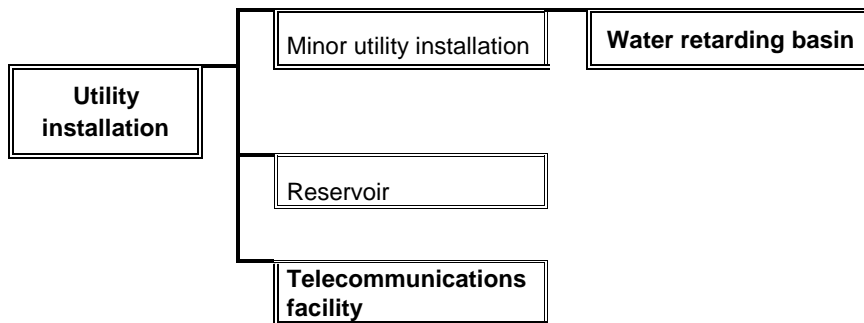 Minor utility installation
Water retarding basin
Utility
installation
Reservoir
Telecommunications
facility